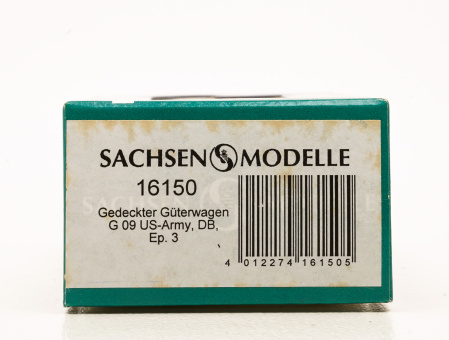 SACHSEN MODELLE
16150
Gedeckter Güterwagen
G 09 US-Army, DB,
Ep. 3
4 012274 161505